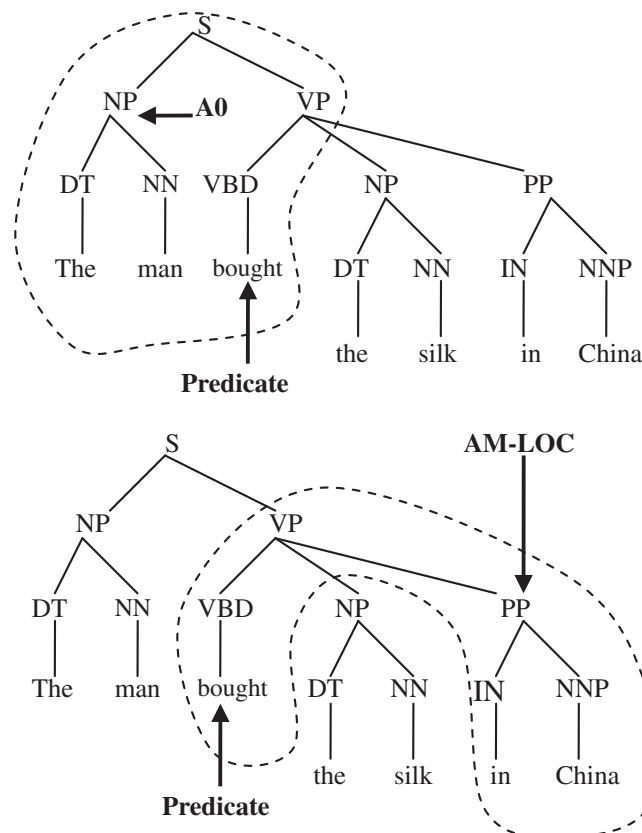 S
NP A0 VP
DT NN VBD NP PP
The man bought DT NN IN NNP
the silk in China
Predicate
AM-LOC
S
NP VP
DT NN VBD NP PP
The man bought DT NN IN NNP
the silk in China
Predicate